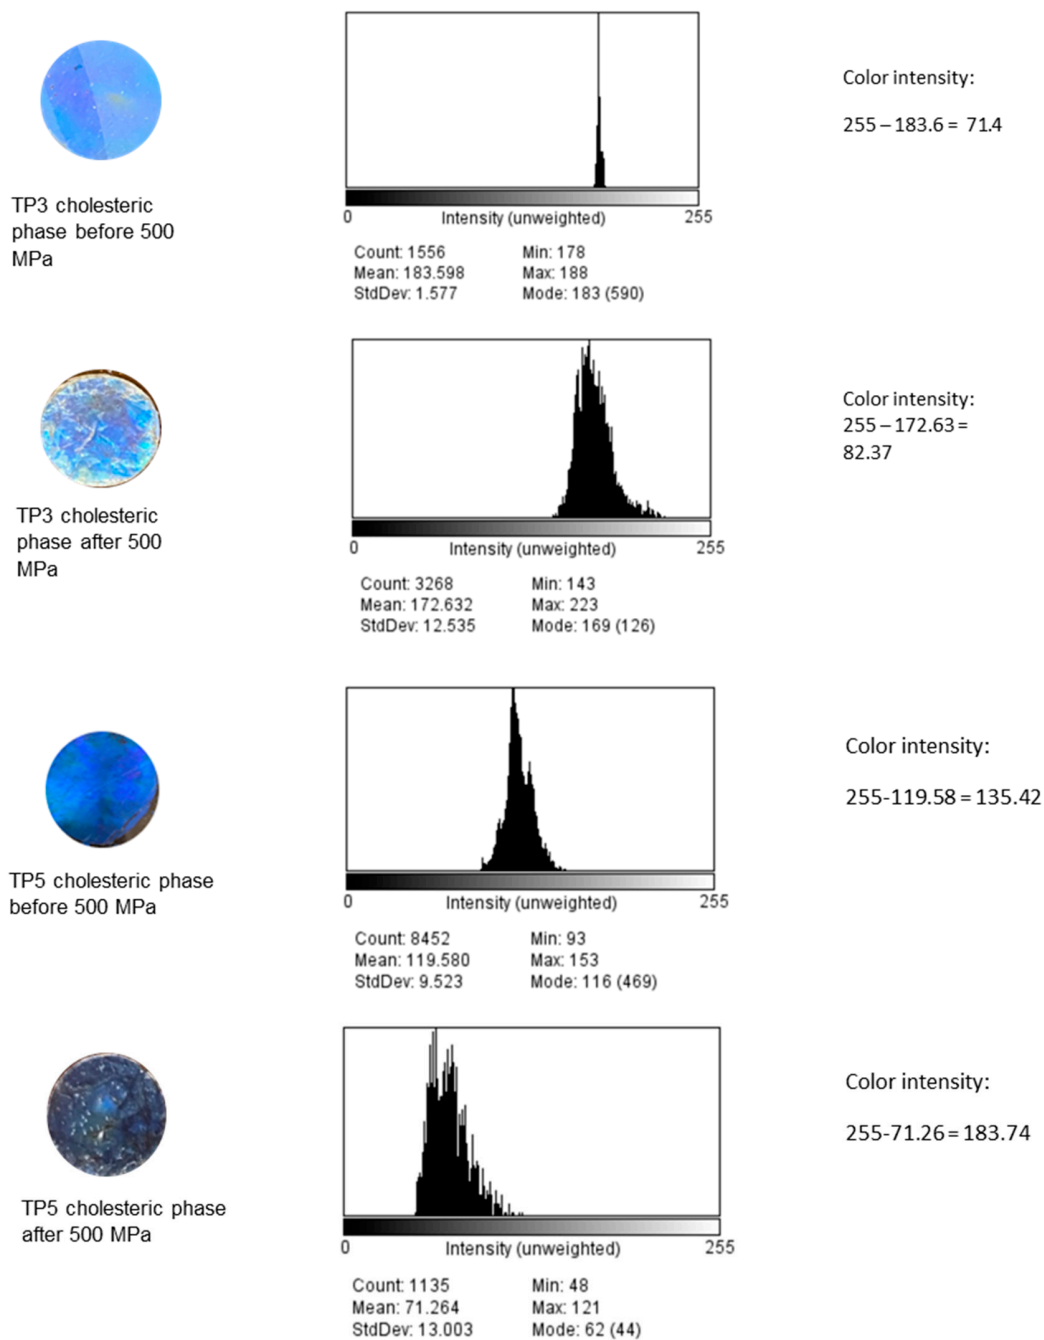 Color intensity:
255 – 183.6 = 71.4
TP3 cholesteric
phase before 500
MPa
0
Intensity (unweighted)
255
Count: 1556
Min: 178
Mean: 183.598
Max: 188
StdDev: 1.577
Mode: 183 (590)
Color intensity:
255 – 172.63 =
82.37
TP3 cholesteric
phase after 500
MPa
0
Intensity (unweighted)
255
Count: 3268
Min: 143
Mean: 172.632
Max: 223
StdDev: 12.535
Mode: 169 (126)
Color intensity:
255-119.58 = 135.42
TP5 cholesteric phase
before 500 MPa
0
Intensity (unweighted)
255
Count: 8452
Min: 93
Mean: 119.580
Max: 153
StdDev: 9.523
Mode: 116 (469)
Color intensity:
255-71.26 = 183.74
TP5 cholesteric phase
after 500 MPa
0
Intensity (unweighted)
255
Count: 1135
Min: 48
Mean: 71.264
Max: 121
StdDev: 13.003
Mode: 62 (44)